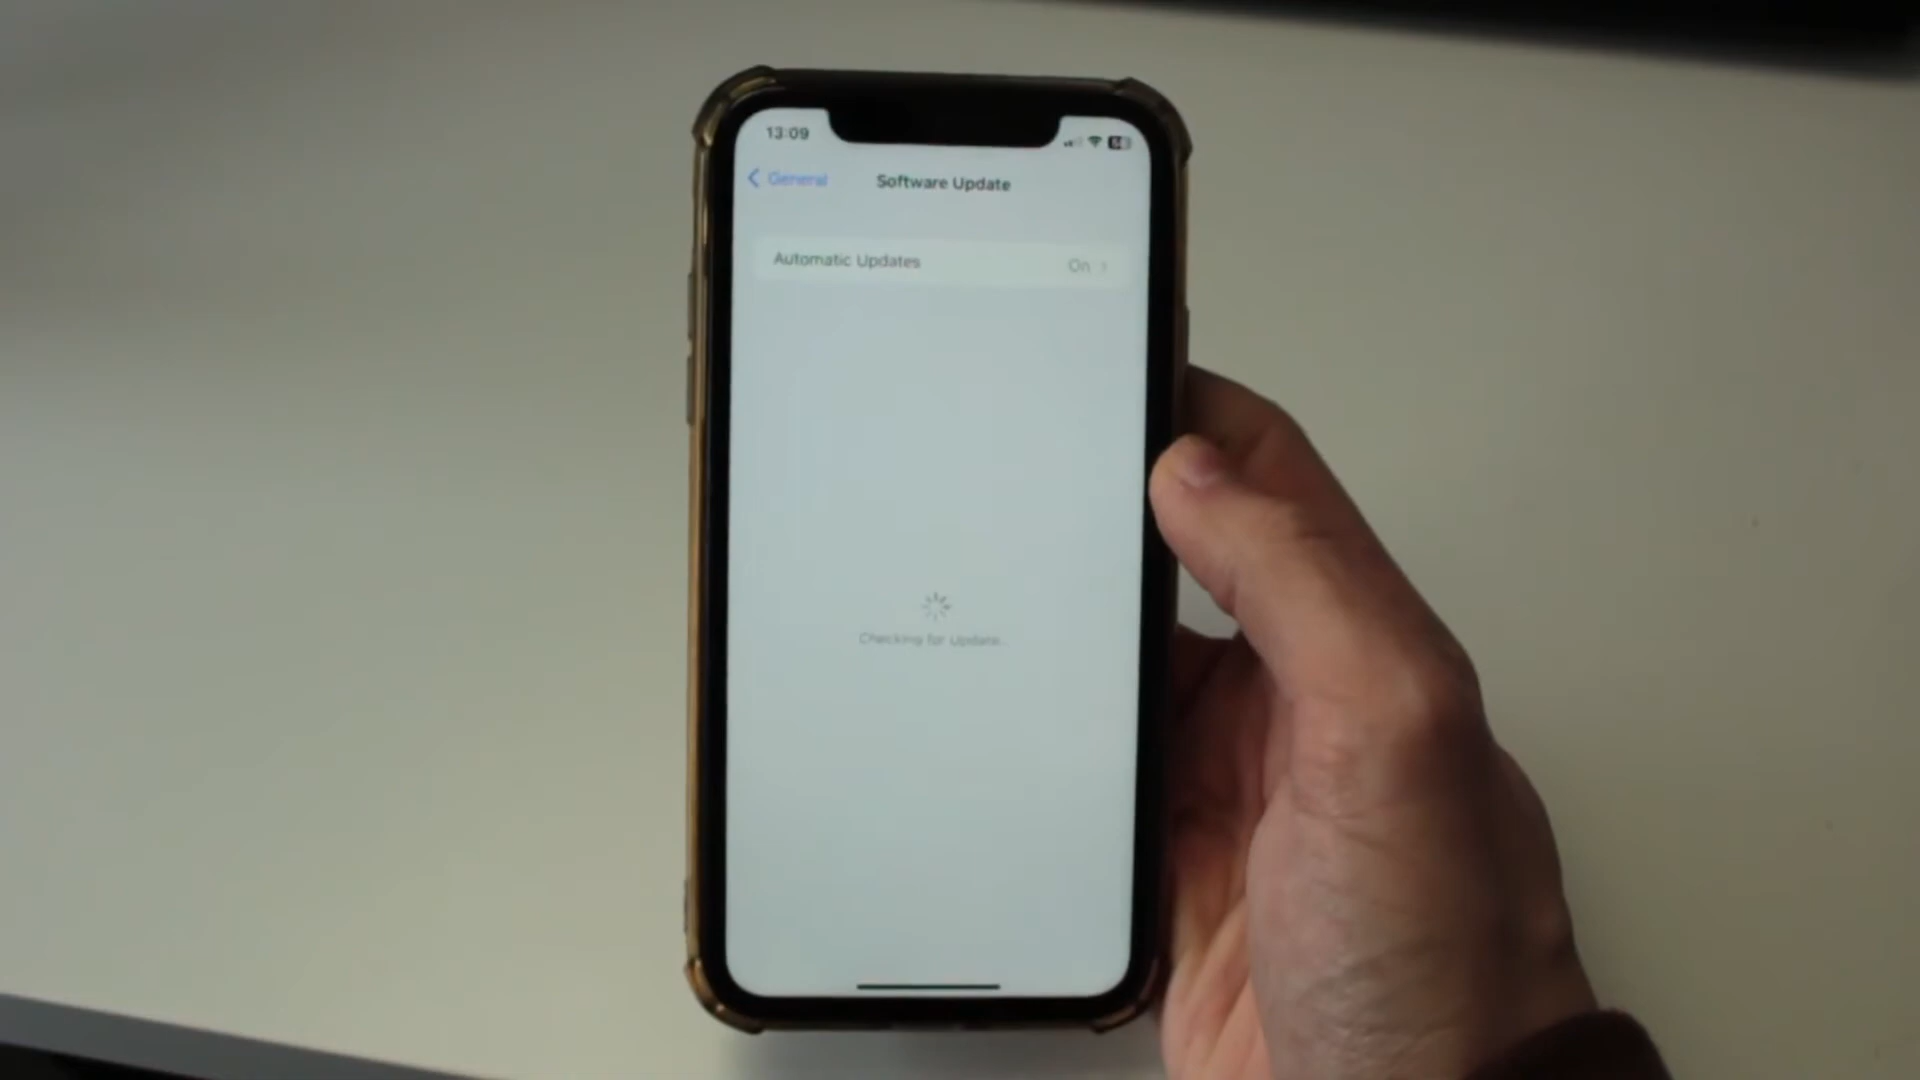 13:09
General
Software Update
Automatic Updates On
Checking for Update...